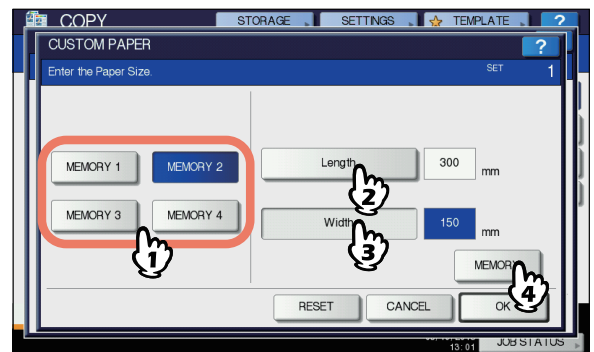 COPY STORAGE SETTINGS TEMPLATE ?
CUSTOM PAPER ?
Enter the Paper Size. SET 1
MEMORY 1 MEMORY 2 Length 300 mm
2
MEMORY 3 MEMORY 4 Width 150 mm
1 3
MEMORY
4
RESET CANCEL OK
13:01 JOB STATUS